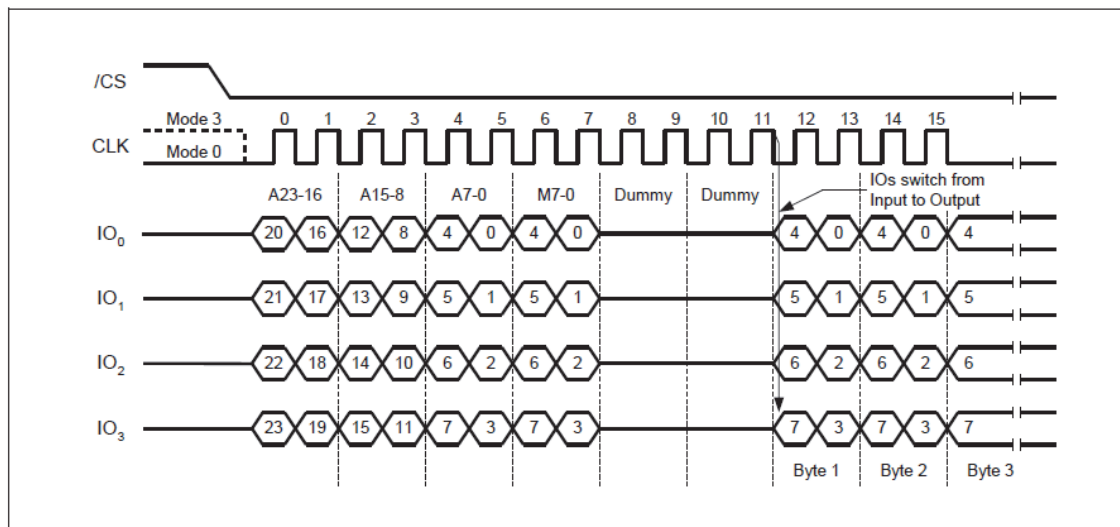 /CS
Mode 3 0 1 2 3 4 5 6 7 8 9 10 11 12 13 14 15
CLK
Mode 0
IOs switch from
Input to Output
A23-16 A15-8 A7-0 M7-0 Dummy Dummy
IO0 20 16 12 8 4 0 4 0 4 0 4 0 4
IO1 21 17 13 9 5 1 5 1 5 1 5 1 5
IO2 22 18 14 10 6 2 6 2 6 2 6 2 6
IO3 23 19 15 11 7 3 7 3 7 3 7 3 7
Byte 1 Byte 2 Byte 3